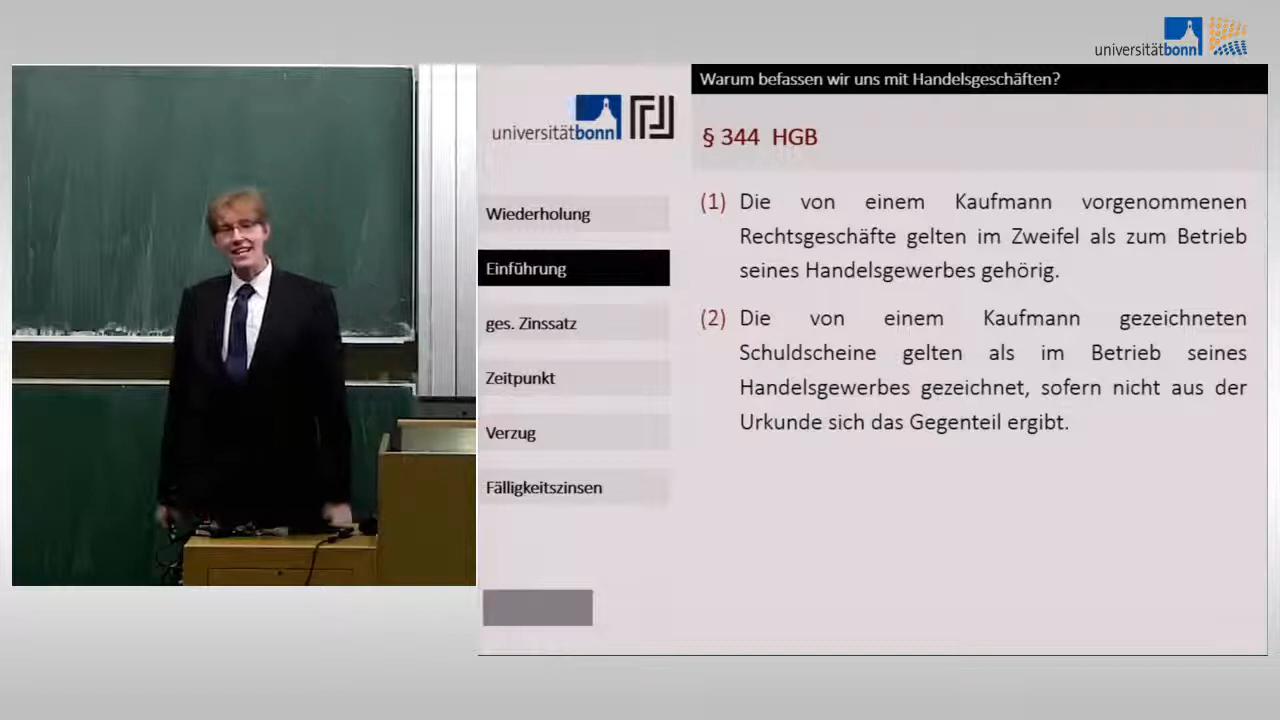 universitätbonn
Warum befassen wir uns mit Handelsgeschäften?
universitätbonn
§ 344 HGB
Wiederholung
Einführung
ges. Zinssatz
Zeitpunkt
Verzug
Fälligkeitszinsen
(1) Die von einem Kaufmann vorgenommenen
Rechtsgeschäfte gelten im Zweifel als zum Betrieb
seines Handelsgewerbes gehörig.
(2) Die von einem Kaufmann gezeichneten
Schuldscheine gelten als im Betrieb seines
Handelsgewerbes gezeichnet, sofern nicht aus der
Urkunde sich das Gegenteil ergibt.